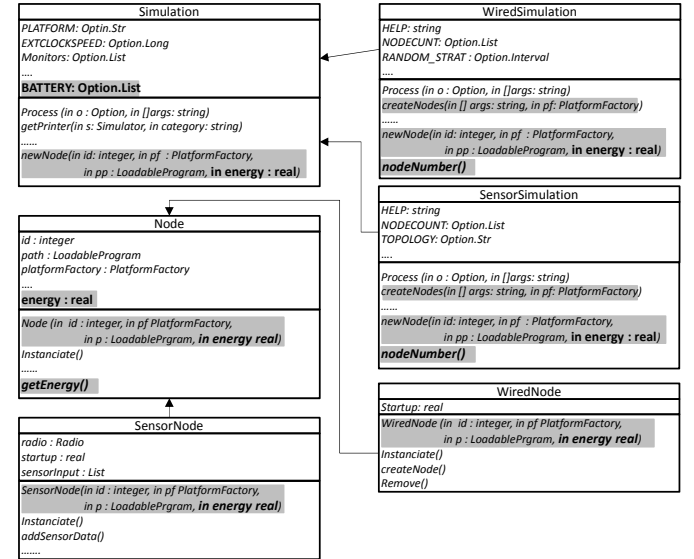 Simulation
PLATFORM: Optin.Str
EXTCLOCKSPEED: Option.Long
Monitors: Option.List
....
BATTERY: Option.List
Process (in o : Option, in []args: string)
getPrinter(in s: Simulator, in category: string)
......
newNode(in id: integer, in pf : PlatformFactory,
in pp : LoadableProgram, in energy : real)
Node
id : integer
path : LoadableProgram
platformFactory : PlatformFactory
....
energy : real
Node (in id : integer, in pf PlatformFactory,
in p : LoadablePrgram, in energy real)
Instanciate()
......
getEnergy()
SensorNode
radio : Radio
startup : real
sensorInput : List
SensorNode(in id : integer, in pf PlatformFactory,
in p : LoadablePrgram, in energy real)
Instanciate()
addSensorData()
.......
WiredSimulation
HELP: string
NODECUNT: Option.List
RANDOM_STRAT : Option.Interval
....
Process (in o : Option, in []args: string)
createNodes(in [] args: string, in pf: PlatformFactory)
......
newNode(in id: integer, in pf : PlatformFactory,
in pp : LoadableProgram, in energy : real)
nodeNumber()
SensorSimulation
HELP: string
NODECOUNT: Option.List
TOPOLOGY: Option.Str
....
Process (in o : Option, in []args: string)
createNodes(in [] args: string, in pf: PlatformFactory)
......
newNode(in id: integer, in pf : PlatformFactory,
in pp : LoadableProgram, in energy : real)
nodeNumber()
WiredNode
Startup: real
WiredNode (in id : integer, in pf PlatformFactory,
in p : LoadablePrgram, in energy real)
Instanciate()
createNode()
Remove()